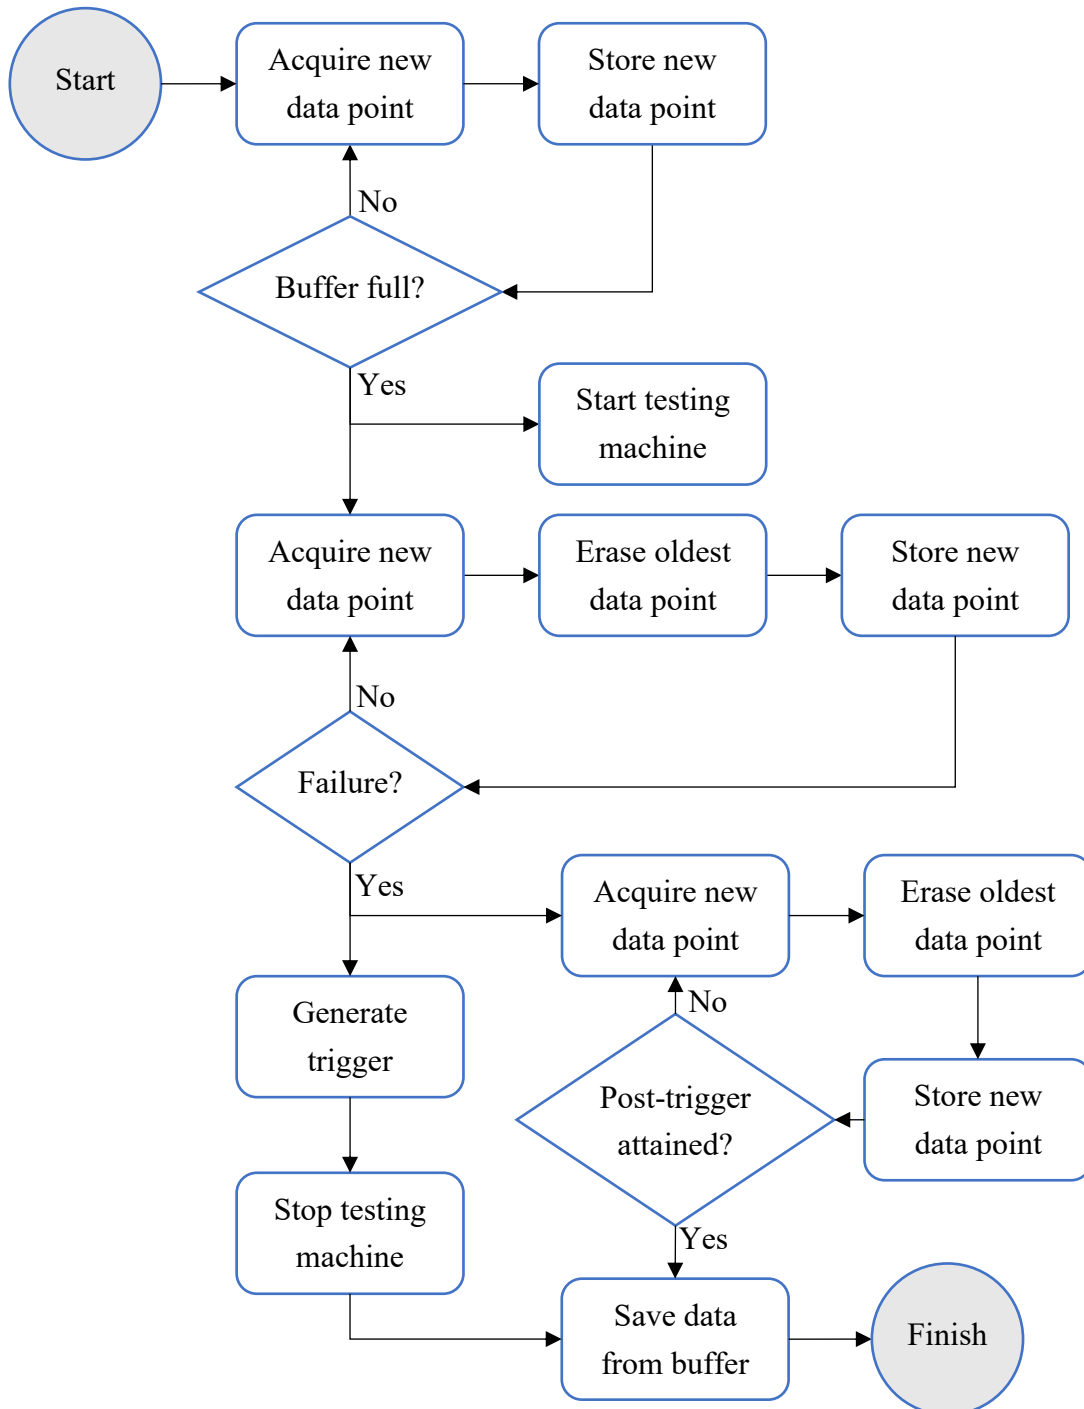 Start
Acquire new
data point
Store new
data point
No
Buffer full?
Yes
Start testing
machine
Acquire new
data point
Erase oldest
data point
Store new
data point
No
Failure?
Yes
Acquire new
data point
Erase oldest
data point
Generate
trigger
No
Post-trigger
attained?
Store new
data point
Stop testing
machine
Yes
Save data
from buffer
Finish